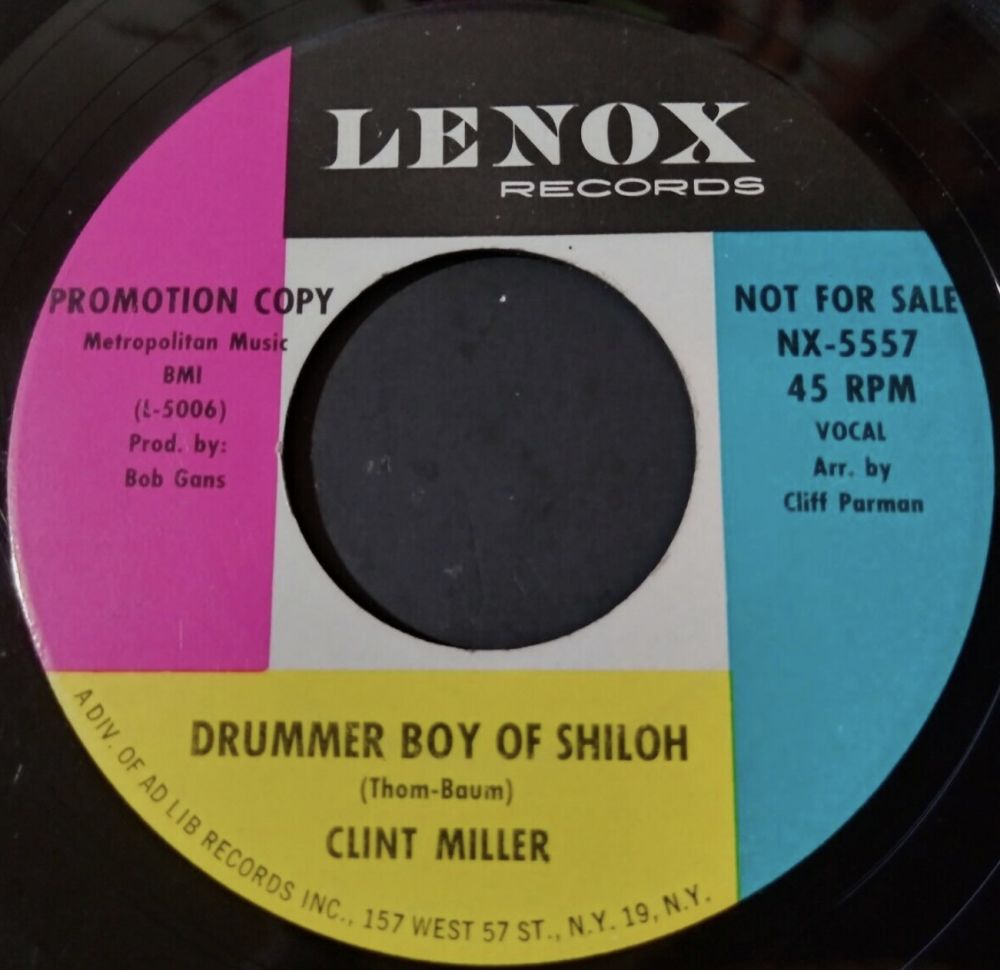 LENOX
RECORDS
PROMOTION COPY
Metropolitan Music
BMI
(L-5006)
Prod. by:
Bob Gans
NOT FOR SALE
NX-5557
45 RPM
VOCAL
Arr. by
Cliff Parman
DRUMMER BOY OF SHILOH
(Thom-Baum)
CLINT MILLER
A DIV. OF AD LIB RECORDS INC., 157 WEST 57 ST., N.Y. 19, N.Y.